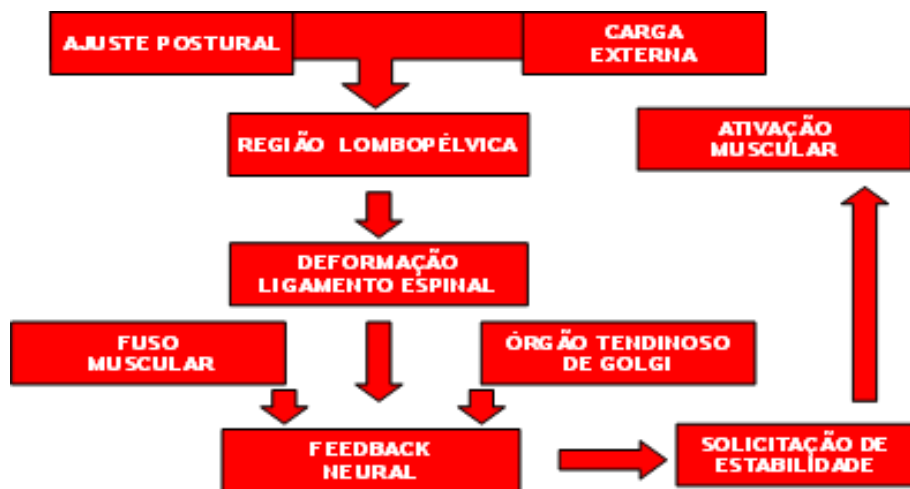 AJUSTE POSTURAL
CARGA
EXTERNA
REGIÃO LOMBOPÉLVICA
ATIVAÇÃO
MUSCULAR
DEFORMAÇÃO
LIGAMENTO ESPINAL
FUSO
MUSCULAR
ÓRGÃO TENDINOSO
DE GOLGI
FEEDBACK
NEURAL
SOLICITAÇÃO DE
ESTABILIDADE